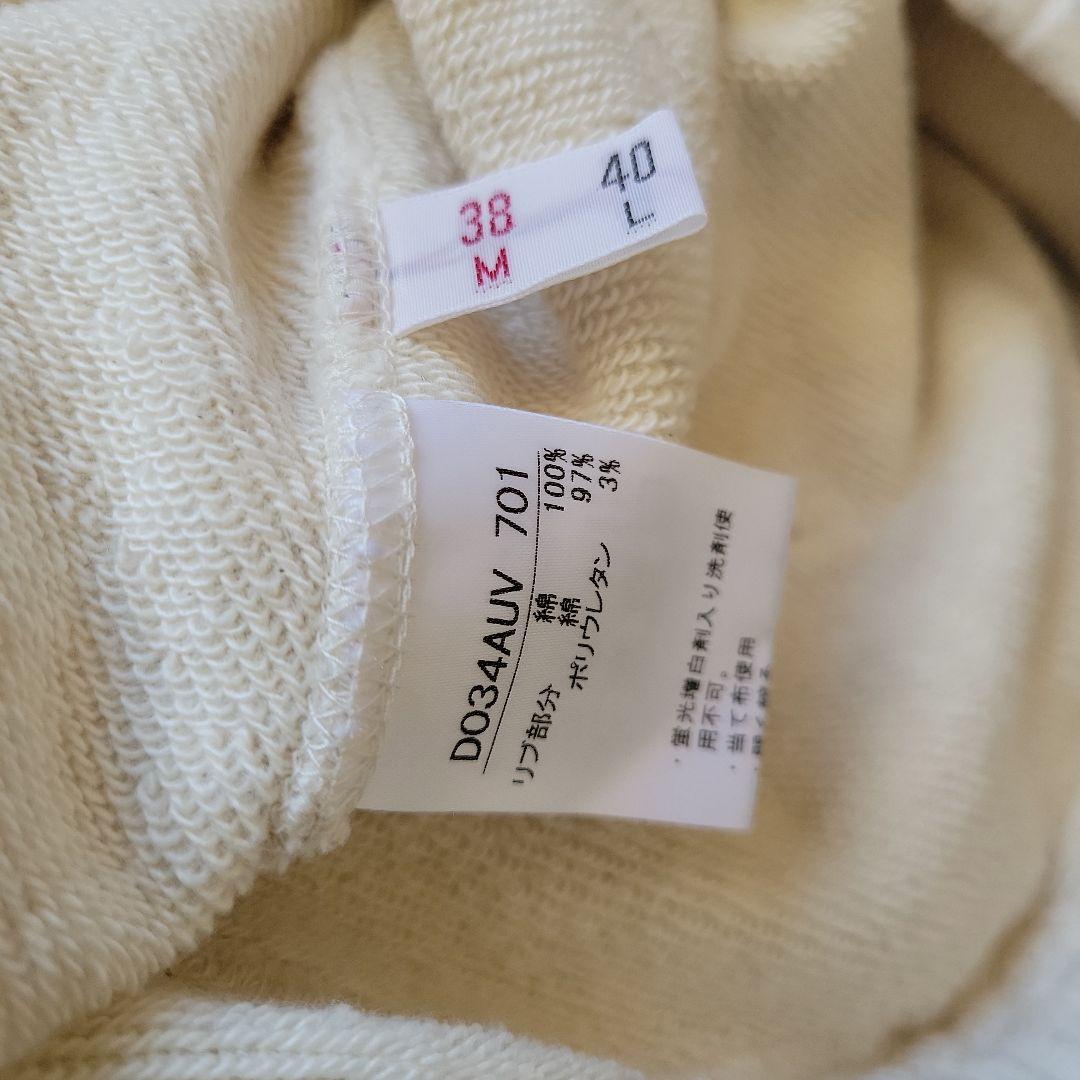 38
M
40
L
DO34AUV 701
綿 100%
リブ部分 綿 97%
ポリウレタン 3%
・蛍光増白剤入り洗剤使
用不可。
・当て布使用